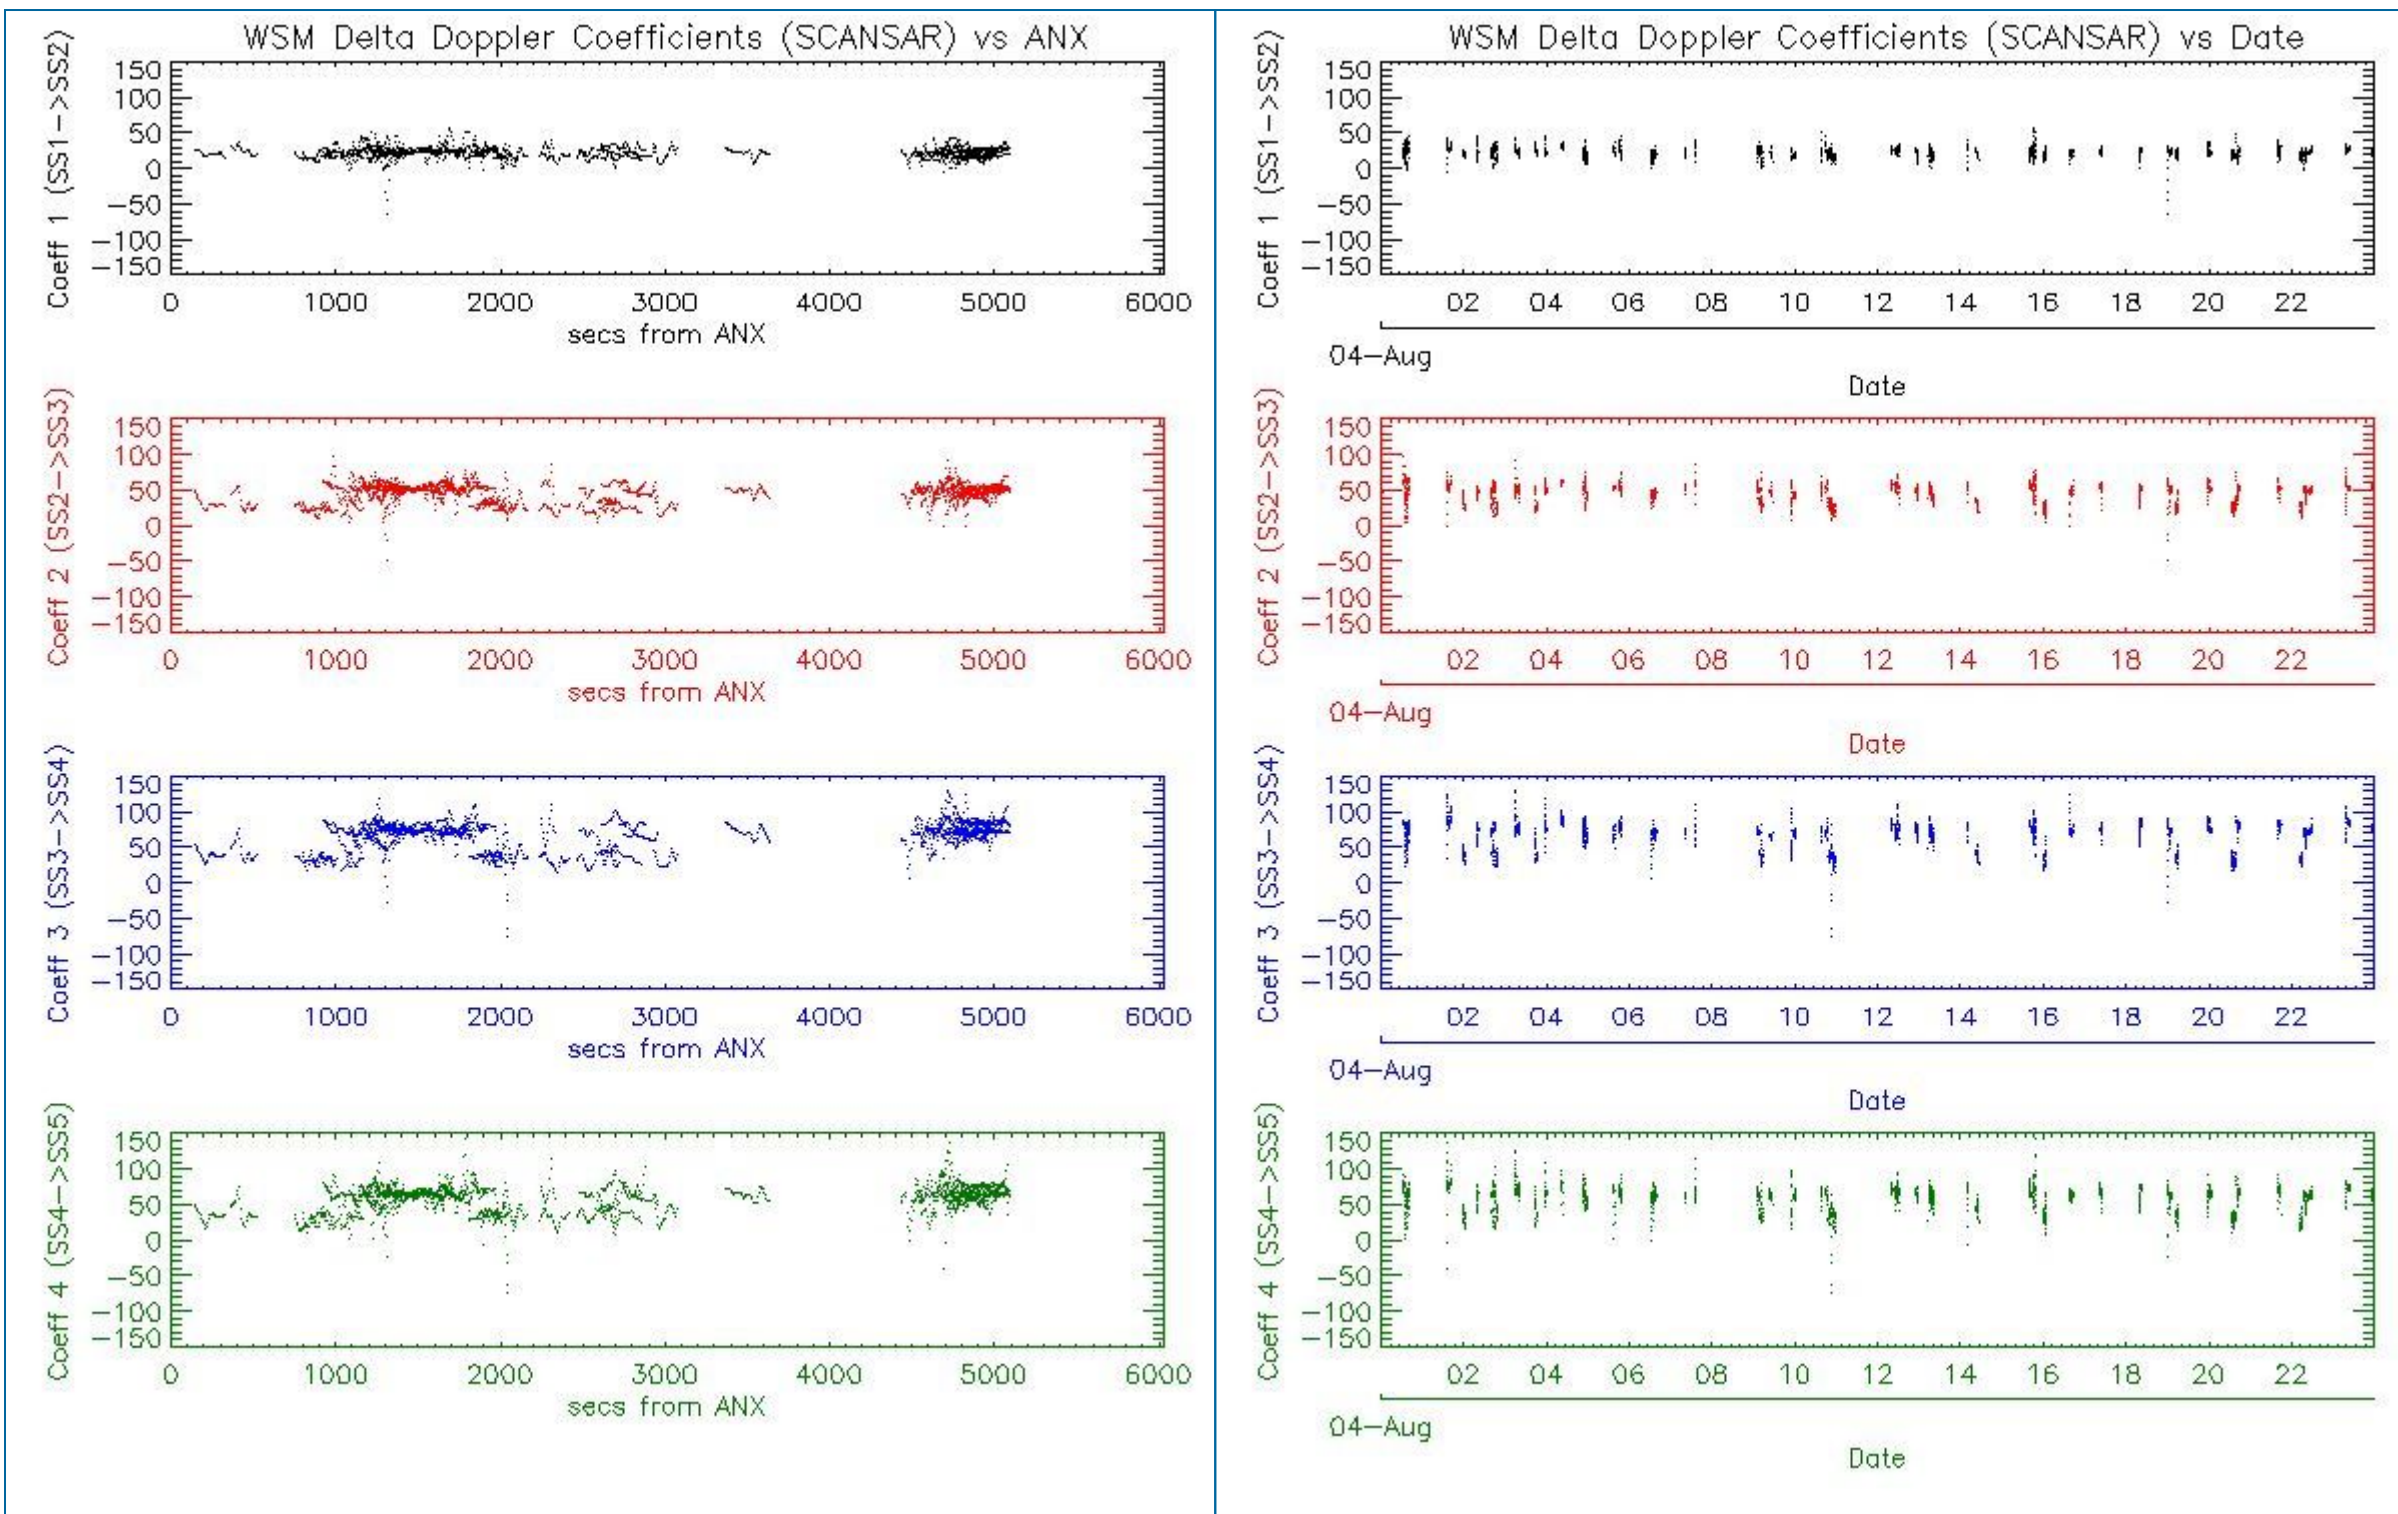 WSM Delta Doppler Coefficients (SCANSAR) vs ANX
Coeff 1 (SS1->SS2)
150
100
50
0
-50
-100
-150
0 1000 2000 3000 4000 5000 6000
secs from ANX
Coeff 2 (SS2->SS3)
150
100
50
0
-50
-100
-150
0 1000 2000 3000 4000 5000 6000
secs from ANX
Coeff 3 (SS3->SS4)
150
100
50
0
-50
-100
-150
0 1000 2000 3000 4000 5000 6000
secs from ANX
Coeff 4 (SS4->SS5)
150
100
50
0
-50
-100
-150
0 1000 2000 3000 4000 5000 6000
secs from ANX
WSM Delta Doppler Coefficients (SCANSAR) vs Date
Coeff 1 (SS1->SS2)
150
100
50
0
-50
-100
-150
02 04 06 08 10 12 14 16 18 20 22
04-Aug
Date
Coeff 2 (SS2->SS3)
150
100
50
0
-50
-100
-150
02 04 06 08 10 12 14 16 18 20 22
04-Aug
Date
Coeff 3 (SS3->SS4)
150
100
50
0
-50
-100
-150
02 04 06 08 10 12 14 16 18 20 22
04-Aug
Date
Coeff 4 (SS4->SS5)
150
100
50
0
-50
-100
-150
02 04 06 08 10 12 14 16 18 20 22
04-Aug
Date